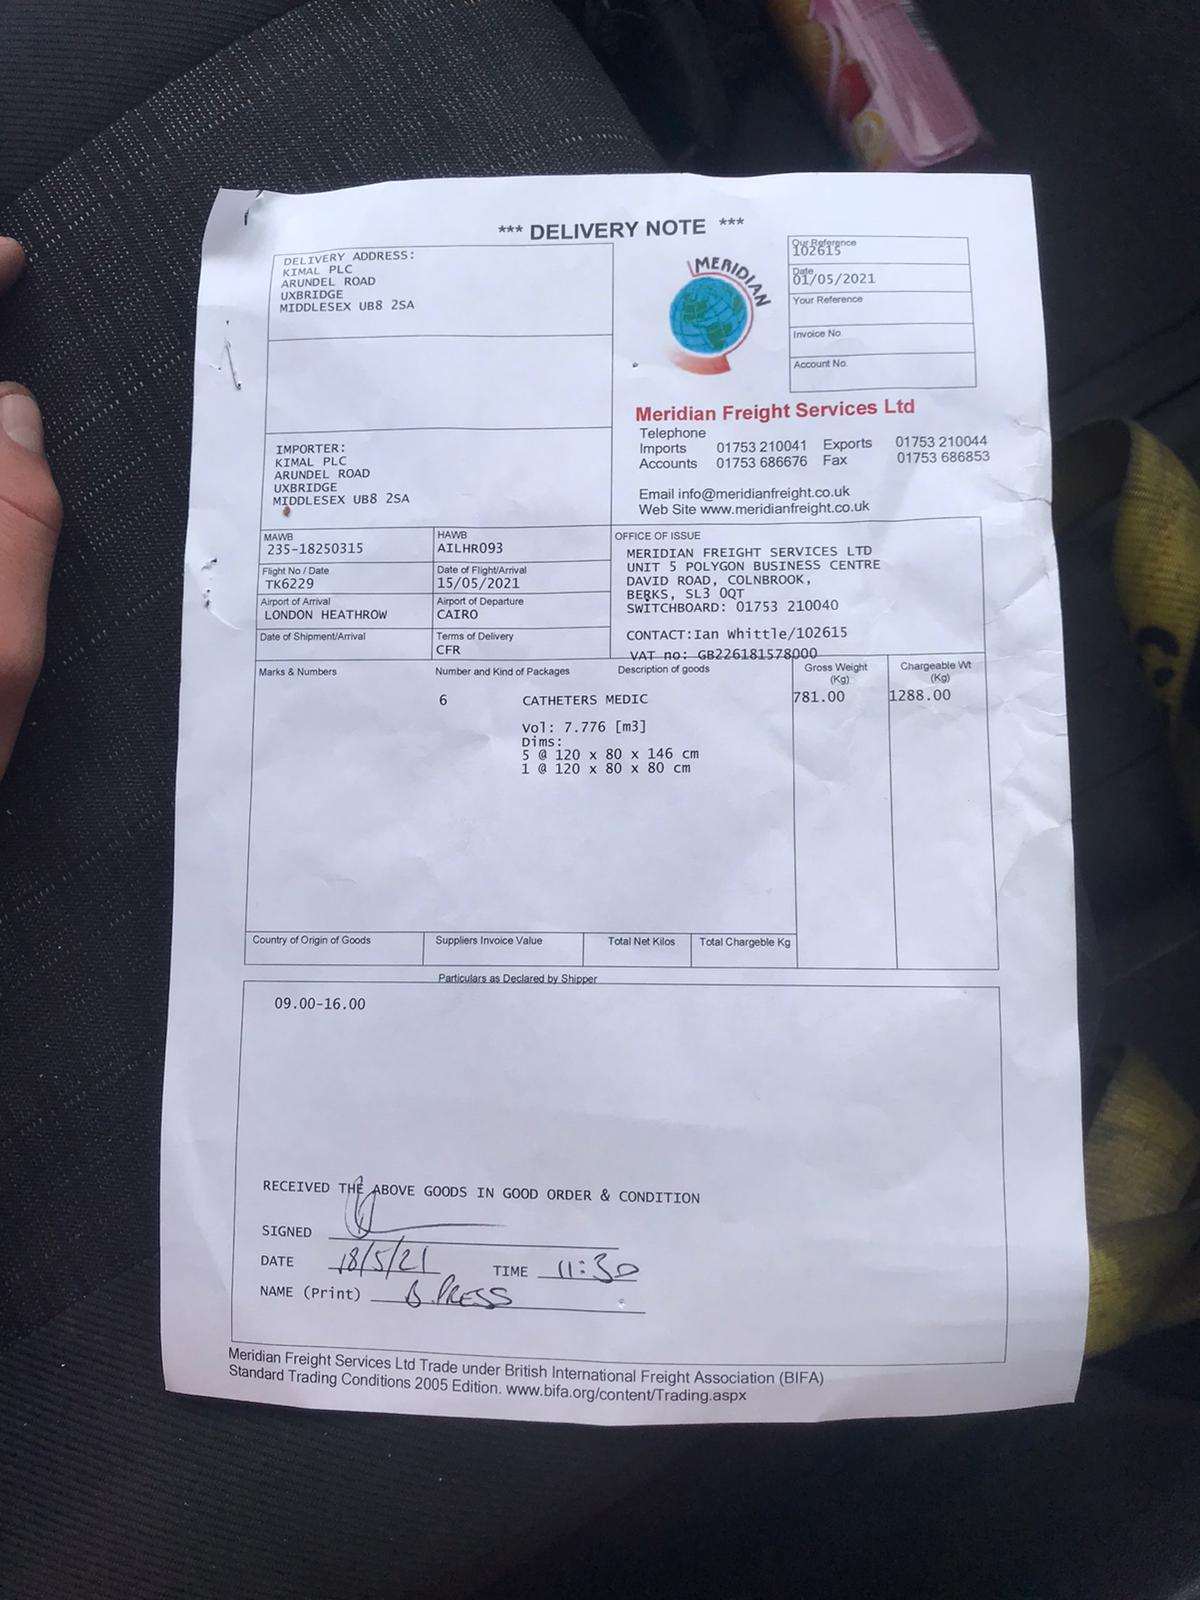 *** DELIVERY NOTE ***
DELIVERY ADDRESS:
KIMAL PLC
ARUNDEL ROAD
UXBRIDGE
MIDDLESEX UB8 2SA
MERIDIAN
Our Reference
102615
Date
01/05/2021
Your Reference
Invoice No.
Account No.
Meridian Freight Services Ltd
Telephone
Imports 01753 210041 Exports 01753 210044
Accounts 01753 686676 Fax 01753 686853
Email info@meridianfreight.co.uk
Web Site www.meridianfreight.co.uk
IMPORTER:
KIMAL PLC
ARUNDEL ROAD
UXBRIDGE
MIDDLESEX UB8 2SA
MAWB
235-18250315
HAWB
AILHR093
Flight No / Date
TK6229
Date of Flight/Arrival
15/05/2021
Airport of Arrival
LONDON HEATHROW
Airport of Departure
CAIRO
Date of Shipment/Arrival
Terms of Delivery
CFR
OFFICE OF ISSUE
MERIDIAN FREIGHT SERVICES LTD
UNIT 5 POLYGON BUSINESS CENTRE
DAVID ROAD, COLNBROOK,
BERKS, SL3 0QT
SWITCHBOARD: 01753 210040
CONTACT:Ian Whittle/102615
VAT no: GB226181578000
Marks & Numbers Number and Kind of Packages Description of goods Gross Weight (Kg) Chargeable Wt (Kg)
6 CATHETERS MEDIC 781.00 1288.00
Vol: 7.776 [m3]
Dims:
5 @ 120 x 80 x 146 cm
1 @ 120 x 80 x 80 cm
Country of Origin of Goods Suppliers Invoice Value Total Net Kilos Total Chargeable Kg
Particulars as Declared by Shipper
09.00-16.00
RECEIVED THE ABOVE GOODS IN GOOD ORDER & CONDITION
SIGNED
DATE 18/5/21 TIME 11:30
NAME (Print) B.PRESS
Meridian Freight Services Ltd Trade under British International Freight Association (BIFA)
Standard Trading Conditions 2005 Edition. www.bifa.org/content/Trading.aspx